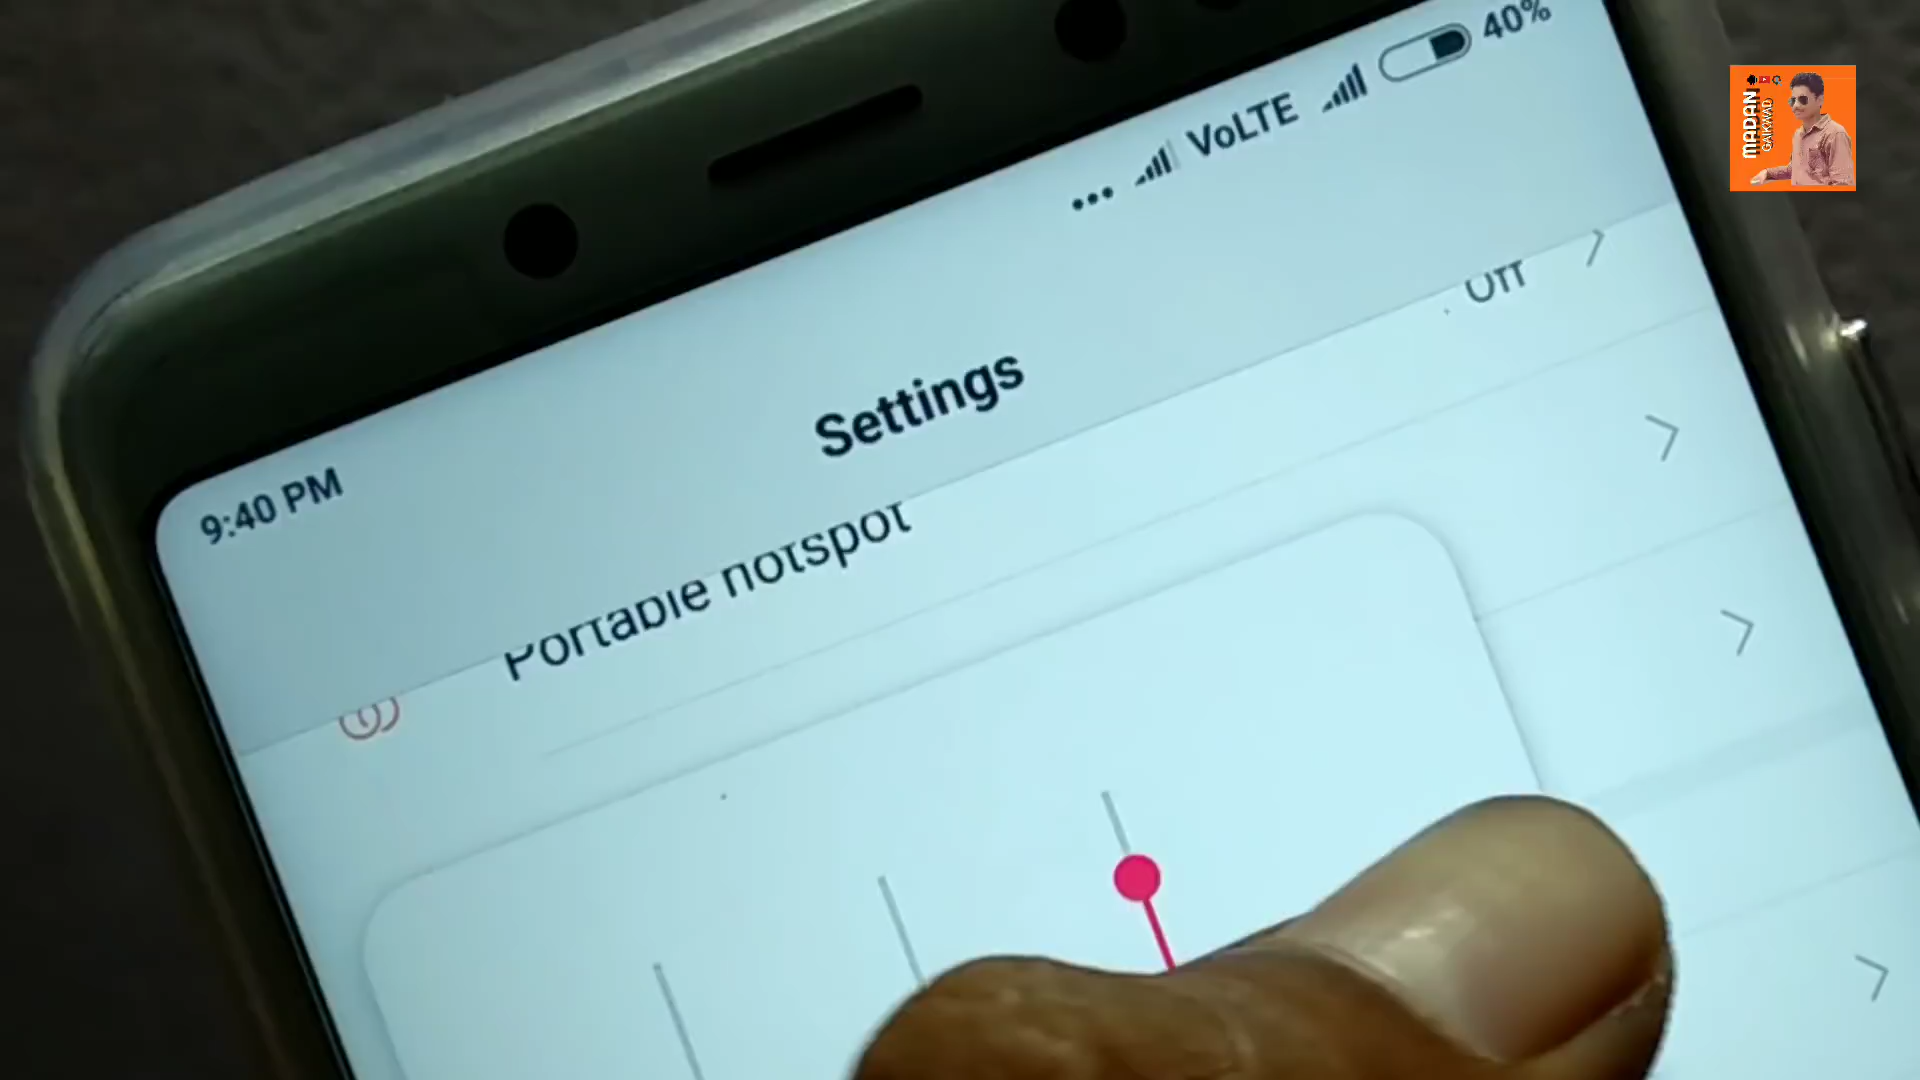 9:40 PM
VoLTE
40%
Settings
Portable hotspot
Off
MADAN
GAIKWAD